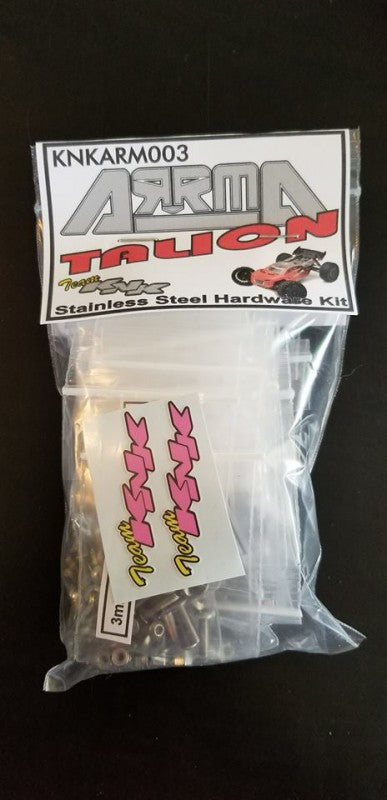 KNKARM003
ARRMA
TALION
Team KNK
Stainless Steel Hardware Kit
Team KNK
Team KNK
3m